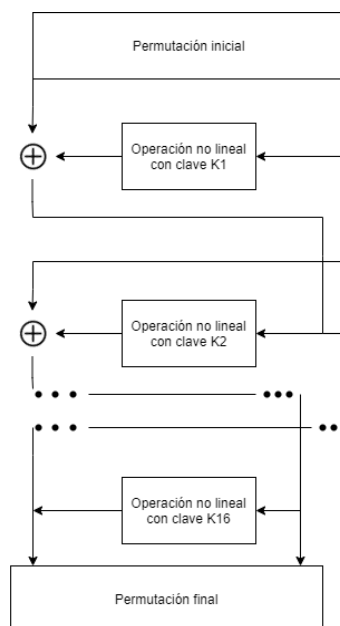 Permutación inicial
Operación no lineal
con clave K1
Operación no lineal
con clave K2
Operación no lineal
con clave K16
Permutación final